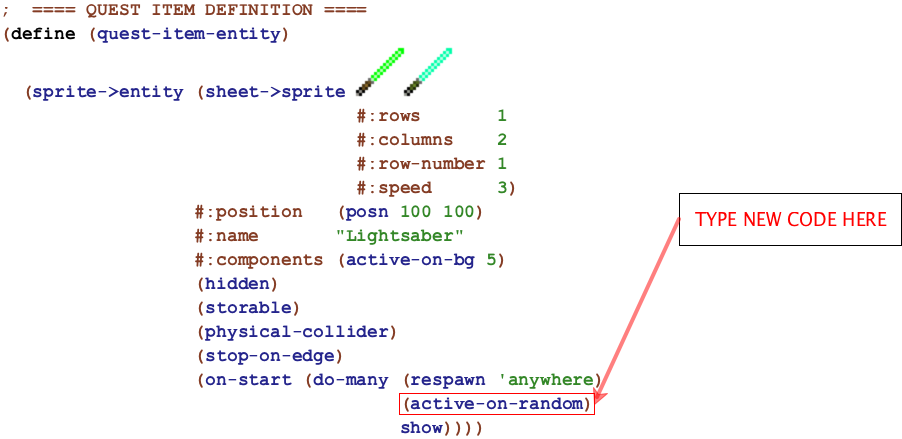 ;  ==== QUEST ITEM DEFINITION ====
(define (quest-item-entity)
(sprite->entity (sheet->sprite
#:rows       1
#:columns    2
#:row-number 1
#:speed      3)
#:position   (posn 100 100)
#:name       "Lightsaber"
#:components (active-on-bg 5)
(hidden)
(storable)
(physical-collider)
(stop-on-edge)
(on-start (do-many (respawn 'anywhere)
(active-on-random)
show))))
TYPE NEW CODE HERE